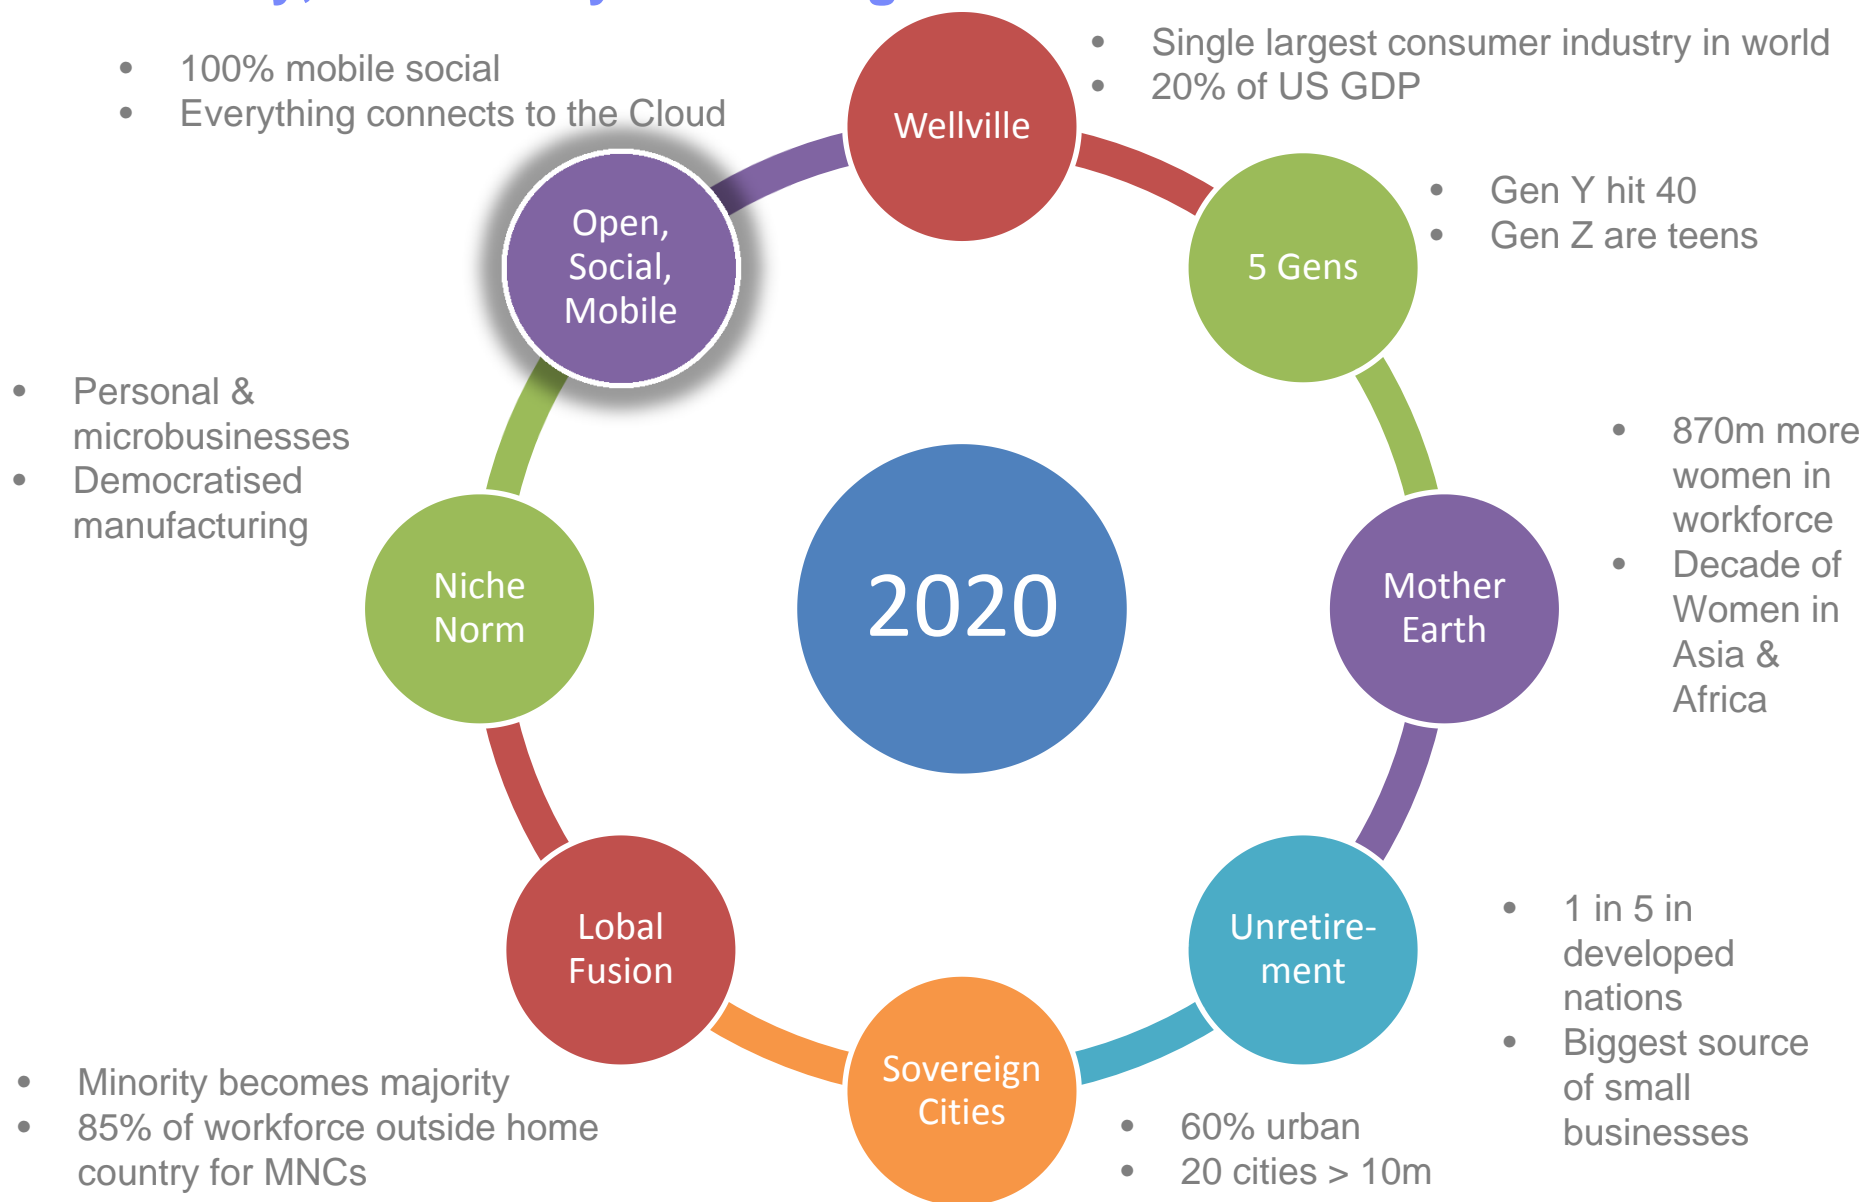 • 100% mobile social
• Everything connects to the Cloud
Wellville
• Single largest consumer industry in world
• 20% of US GDP
Open,
Social,
Mobile
5 Gens
• Gen Y hit 40
• Gen Z are teens
• Personal &
microbusinesses
• Democratised
manufacturing
2020
• 870m more
women in
workforce
• Decade of
Women in
Asia &
Africa
Niche
Norm
Mother
Earth
Lobal
Fusion
Unretire-
ment
• 1 in 5 in
developed
nations
• Biggest source
of small
businesses
• Minority becomes majority
• 85% of workforce outside home
country for MNCs
Sovereign
Cities
• 60% urban
• 20 cities > 10m